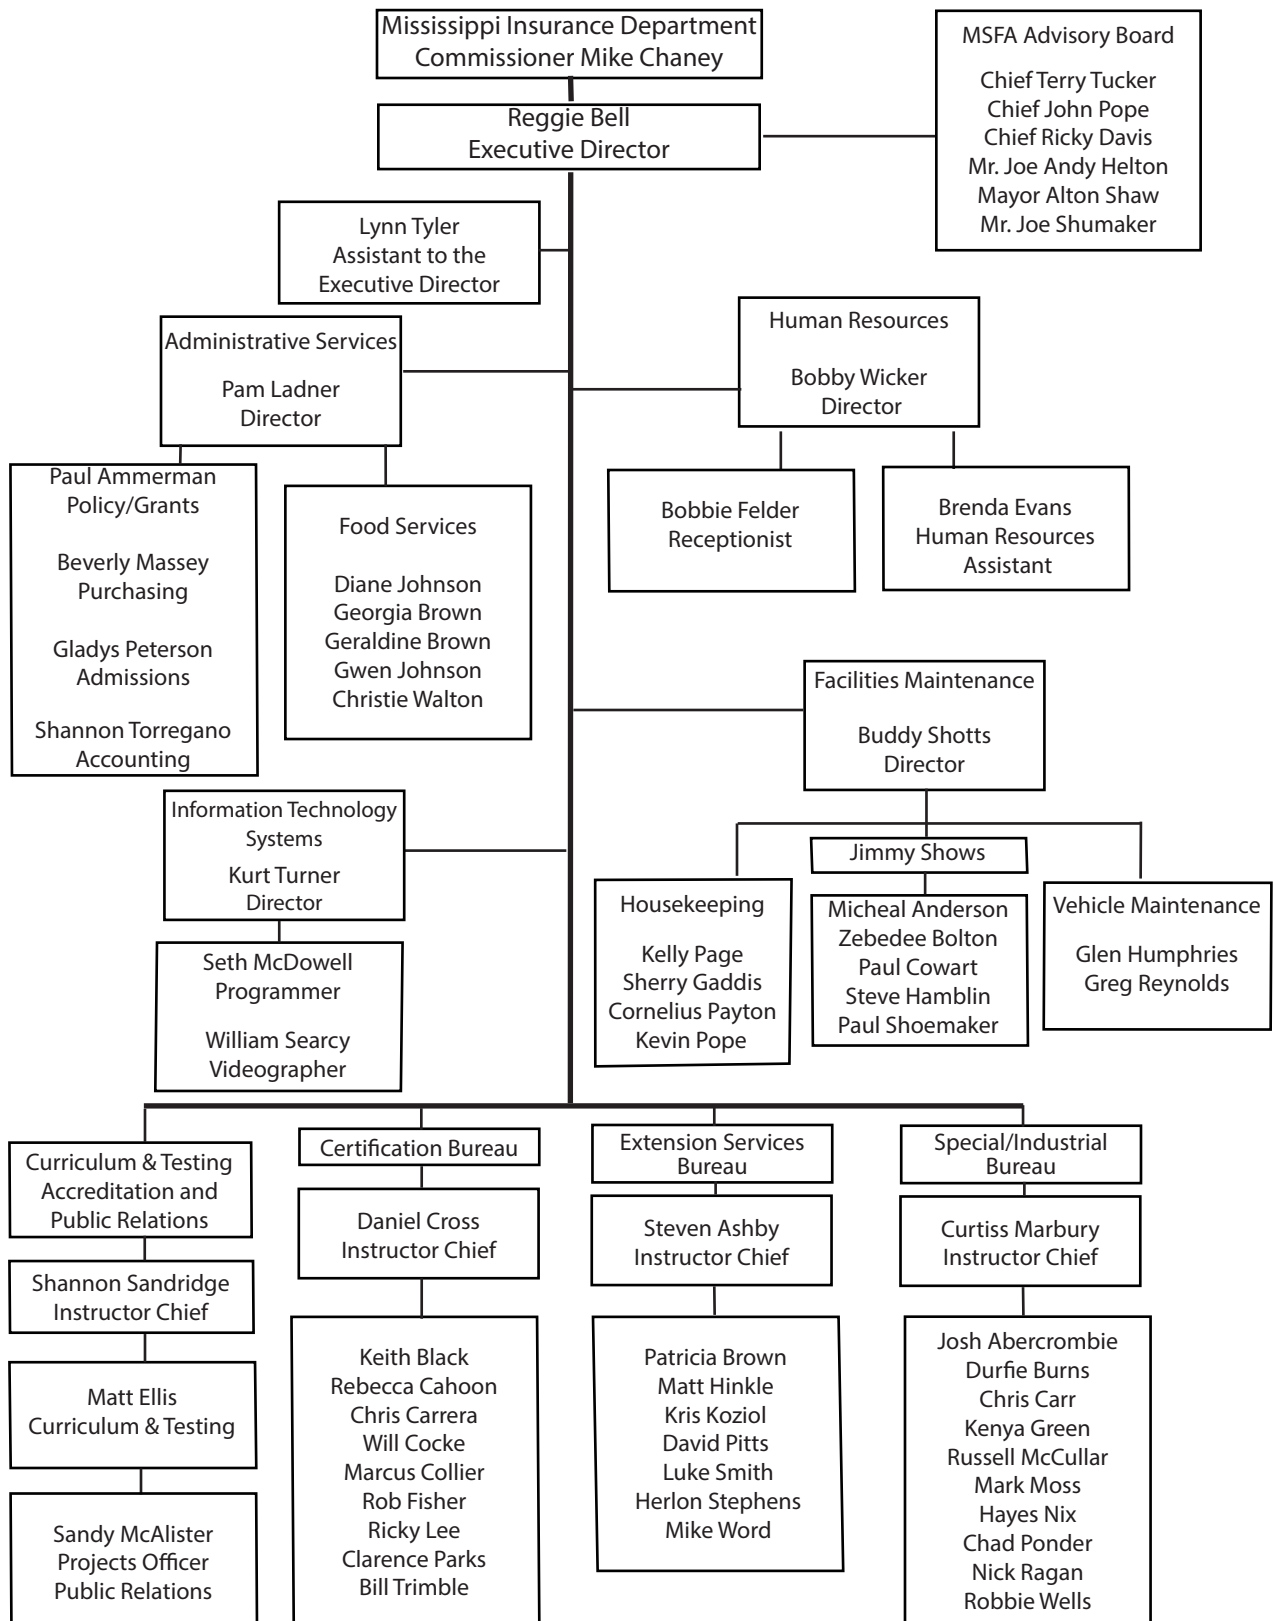 Mississippi Insurance Department
Commissioner Mike Chaney
Reggie Bell
Executive Director
MSFA Advisory Board
Chief Terry Tucker
Chief John Pope
Chief Ricky Davis
Mr. Joe Andy Helton
Mayor Alton Shaw
Mr. Joe Shumaker
Lynn Tyler
Assistant to the
Executive Director
Administrative Services
Pam Ladner
Director
Human Resources
Bobby Wicker
Director
Paul Ammerman
Policy/Grants
Beverly Massey
Purchasing
Gladys Peterson
Admissions
Shannon Torregano
Accounting
Food Services
Diane Johnson
Georgia Brown
Geraldine Brown
Gwen Johnson
Christie Walton
Bobbie Felder
Receptionist
Brenda Evans
Human Resources
Assistant
Facilities Maintenance
Buddy Shotts
Director
Information Technology
Systems
Kurt Turner
Director
Seth McDowell
Programmer
William Searcy
Videographer
Jimmy Shows
Housekeeping
Kelly Page
Sherry Gaddis
Cornelius Payton
Kevin Pope
Micheal Anderson
Zebedee Bolton
Paul Cowart
Steve Hamblin
Paul Shoemaker
Vehicle Maintenance
Glen Humphries
Greg Reynolds
Curriculum & Testing
Accreditation and
Public Relations
Shannon Sandridge
Instructor Chief
Matt Ellis
Curriculum & Testing
Sandy McAlister
Projects Officer
Public Relations
Certification Bureau
Daniel Cross
Instructor Chief
Keith Black
Rebecca Cahoon
Chris Carrera
Will Cocke
Marcus Collier
Rob Fisher
Ricky Lee
Clarence Parks
Bill Trimble
Extension Services
Bureau
Steven Ashby
Instructor Chief
Patricia Brown
Matt Hinkle
Kris Koziol
David Pitts
Luke Smith
Herlon Stephens
Mike Word
Special/Industrial
Bureau
Curtiss Marbury
Instructor Chief
Josh Abercrombie
Durfie Burns
Chris Carr
Kenya Green
Russell McCullar
Mark Moss
Hayes Nix
Chad Ponder
Nick Ragan
Robbie Wells